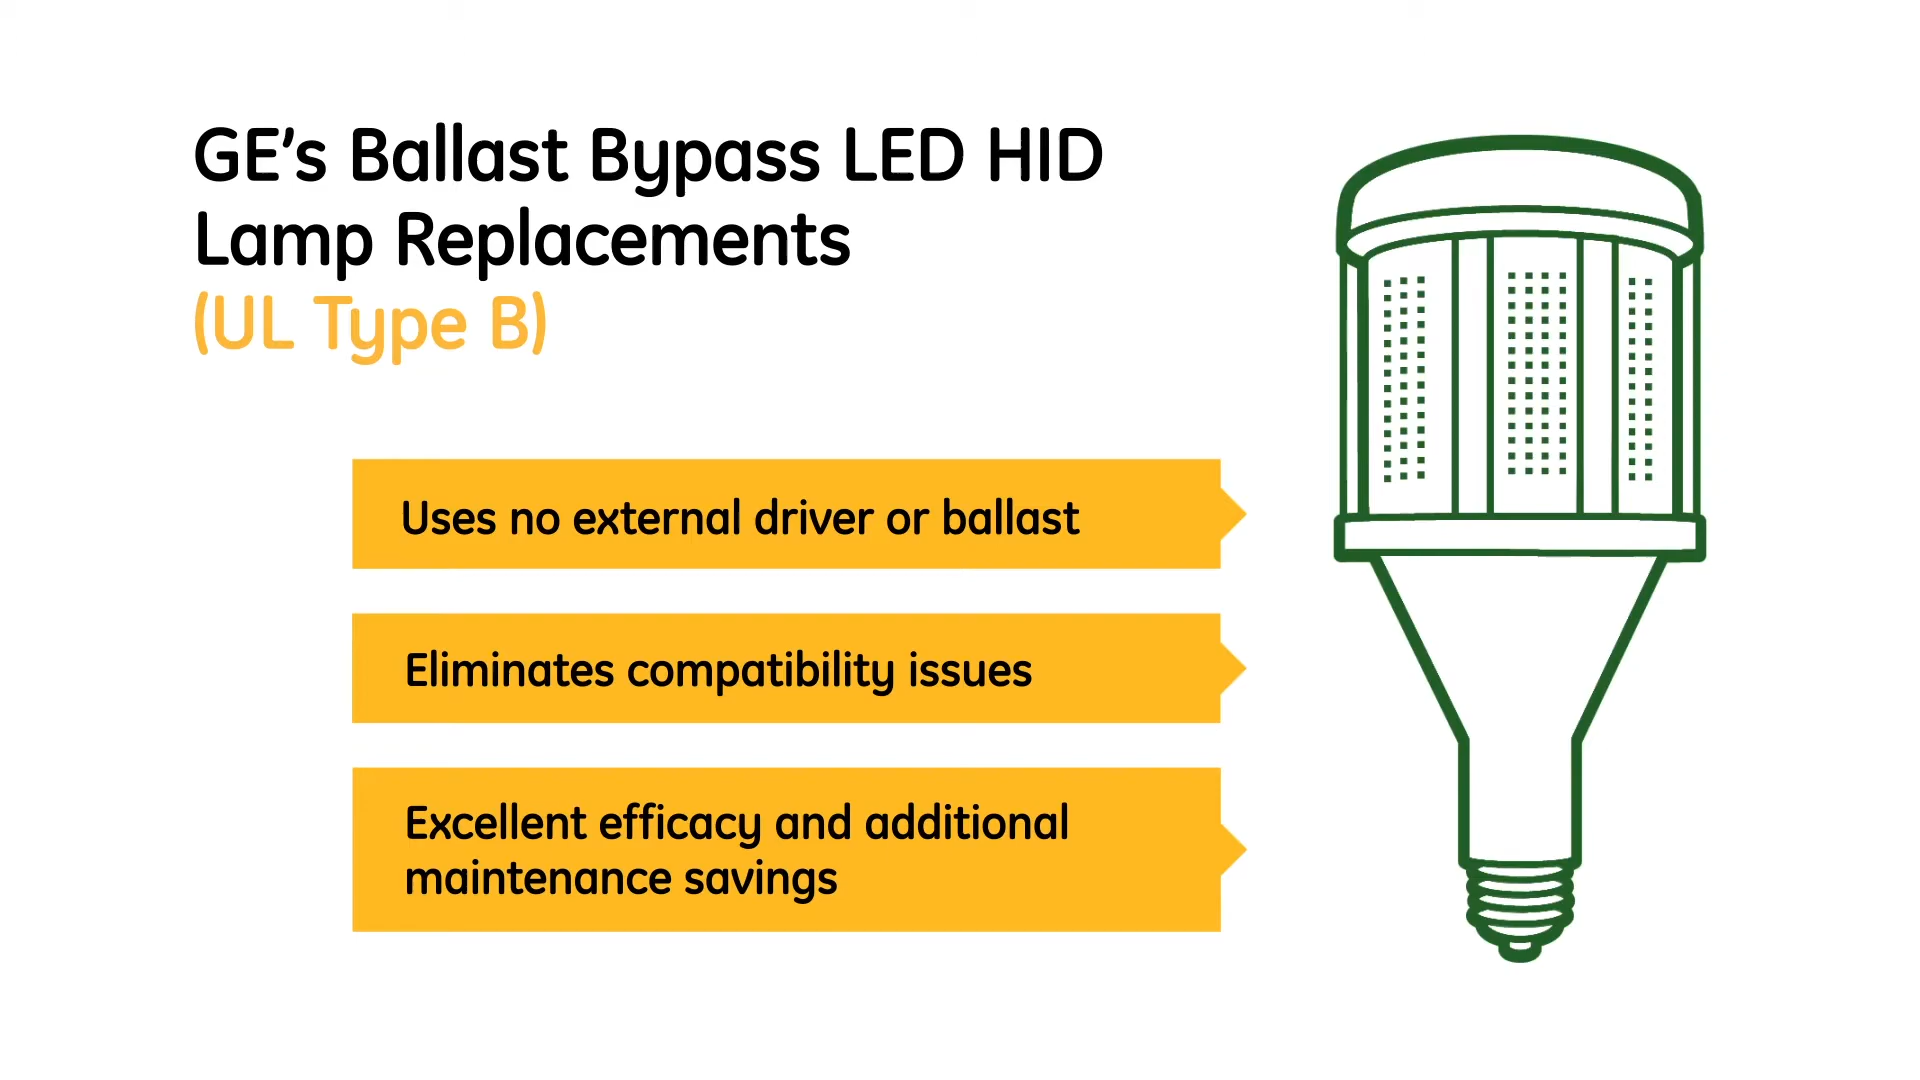 GE’s Ballast Bypass LED HID
Lamp Replacements
(UL Type B)
Uses no external driver or ballast
Eliminates compatibility issues
Excellent efficacy and additional
maintenance savings